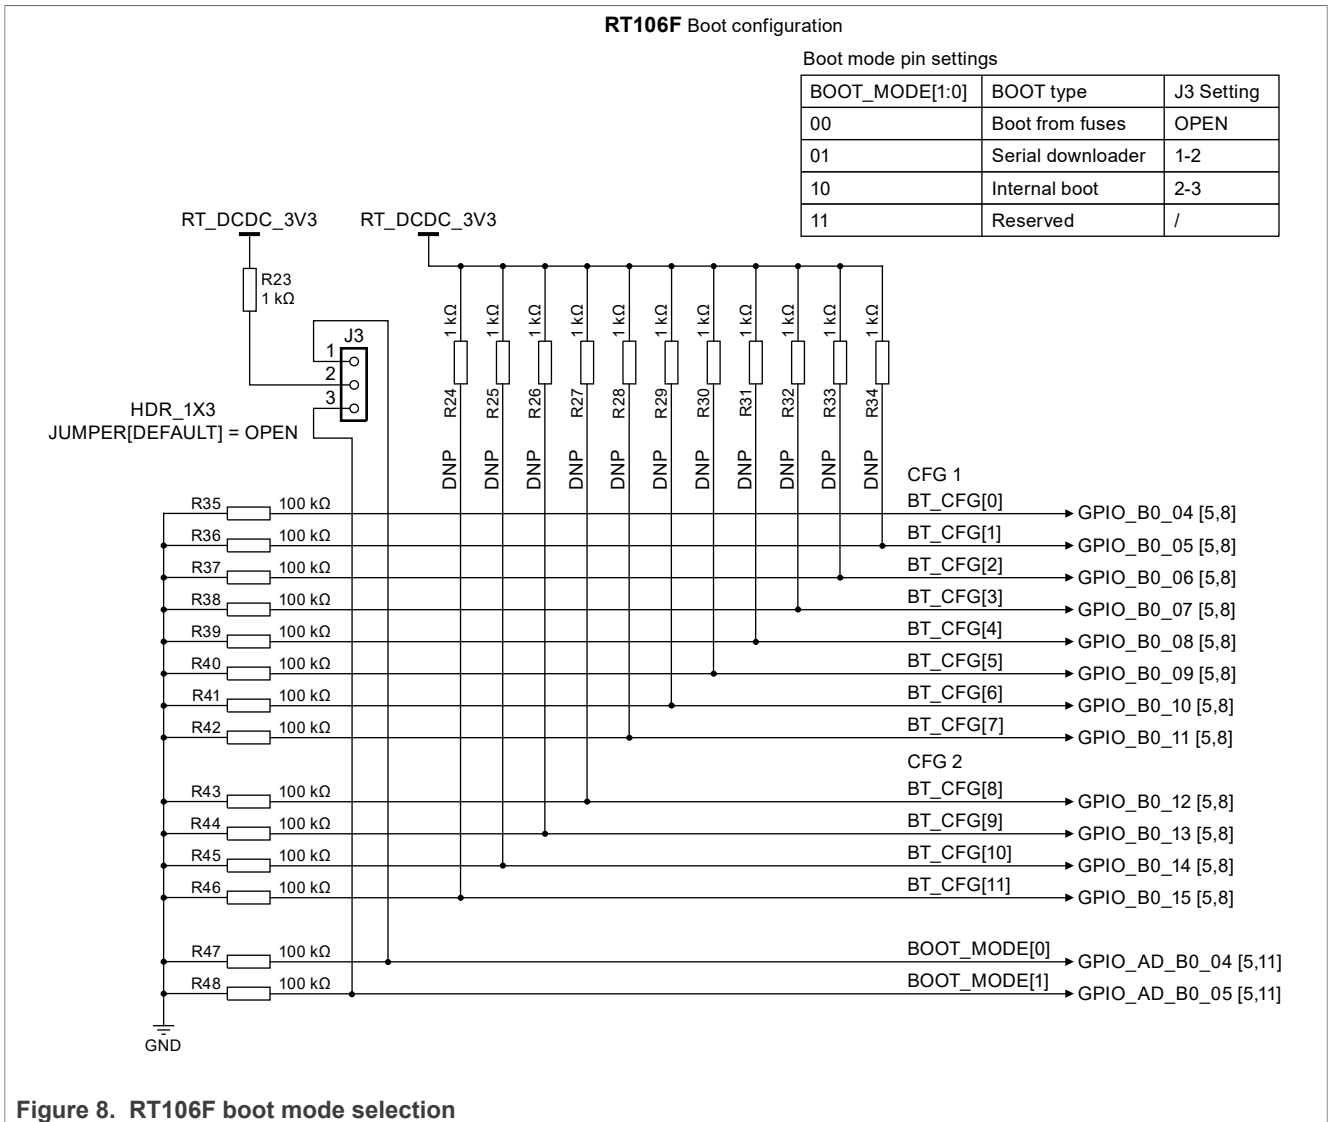 RT106F Boot configuration
Boot mode pin settings
BOOT_MODE[1:0] BOOT type J3 Setting
00 Boot from fuses OPEN
01 Serial downloader 1-2
10 Internal boot 2-3
11 Reserved /
RT_DCDC_3V3 RT_DCDC_3V3
R23
1 kΩ
1 kΩ 1 kΩ 1 kΩ 1 kΩ 1 kΩ 1 kΩ 1 kΩ 1 kΩ 1 kΩ 1 kΩ 1 kΩ
J3
1
2
3
HDR_1X3
JUMPER[DEFAULT] = OPEN
R24 R25 R26 R27 R28 R29 R30 R31 R32 R33 R34
DNP DNP DNP DNP DNP DNP DNP DNP DNP DNP DNP
CFG 1
R35 100 kΩ BT_CFG[0] GPIO_B0_04 [5,8]
R36 100 kΩ BT_CFG[1] GPIO_B0_05 [5,8]
R37 100 kΩ BT_CFG[2] GPIO_B0_06 [5,8]
R38 100 kΩ BT_CFG[3] GPIO_B0_07 [5,8]
R39 100 kΩ BT_CFG[4] GPIO_B0_08 [5,8]
R40 100 kΩ BT_CFG[5] GPIO_B0_09 [5,8]
R41 100 kΩ BT_CFG[6] GPIO_B0_10 [5,8]
R42 100 kΩ BT_CFG[7] GPIO_B0_11 [5,8]
CFG 2
R43 100 kΩ BT_CFG[8] GPIO_B0_12 [5,8]
R44 100 kΩ BT_CFG[9] GPIO_B0_13 [5,8]
R45 100 kΩ BT_CFG[10] GPIO_B0_14 [5,8]
R46 100 kΩ BT_CFG[11] GPIO_B0_15 [5,8]
R47 100 kΩ BOOT_MODE[0] GPIO_AD_B0_04 [5,11]
R48 100 kΩ BOOT_MODE[1] GPIO_AD_B0_05 [5,11]
GND
Figure 8. RT106F boot mode selection